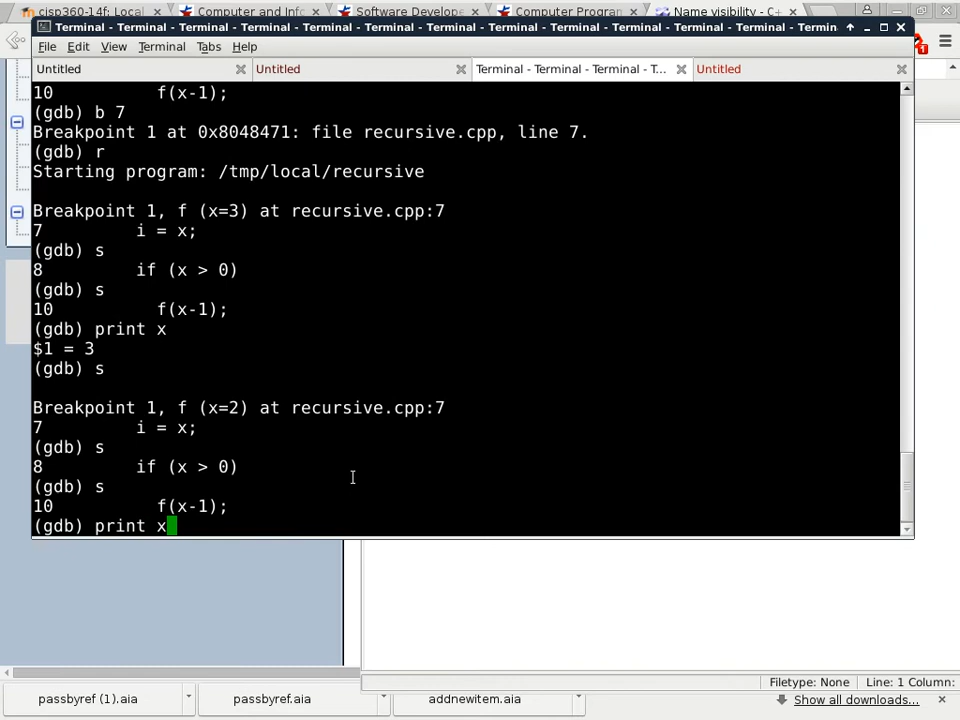 cisp360-14f: Local
Computer and Info
Software Develope
Computer Program
Name visibility - C+
Terminal - Terminal - Terminal - Terminal - Terminal - Terminal - Terminal - Terminal - Terminal - Termin
File Edit View Terminal Tabs Help
Untitled
Untitled
Terminal - Terminal - Terminal - T...
Untitled
10 f(x-1);
(gdb) b 7
Breakpoint 1 at 0x8048471: file recursive.cpp, line 7.
(gdb) r
Starting program: /tmp/local/recursive
Breakpoint 1, f (x=3) at recursive.cpp:7
7 i = x;
(gdb) s
8 if (x > 0)
(gdb) s
10 f(x-1);
(gdb) print x
$1 = 3
(gdb) s
Breakpoint 1, f (x=2) at recursive.cpp:7
7 i = x;
(gdb) s
8 if (x > 0)
(gdb) s
10 f(x-1);
(gdb) print x
Filetype: None
Line: 1 Column:
passbyref (1).aia
passbyref.aia
addnewitem.aia
Show all downloads...